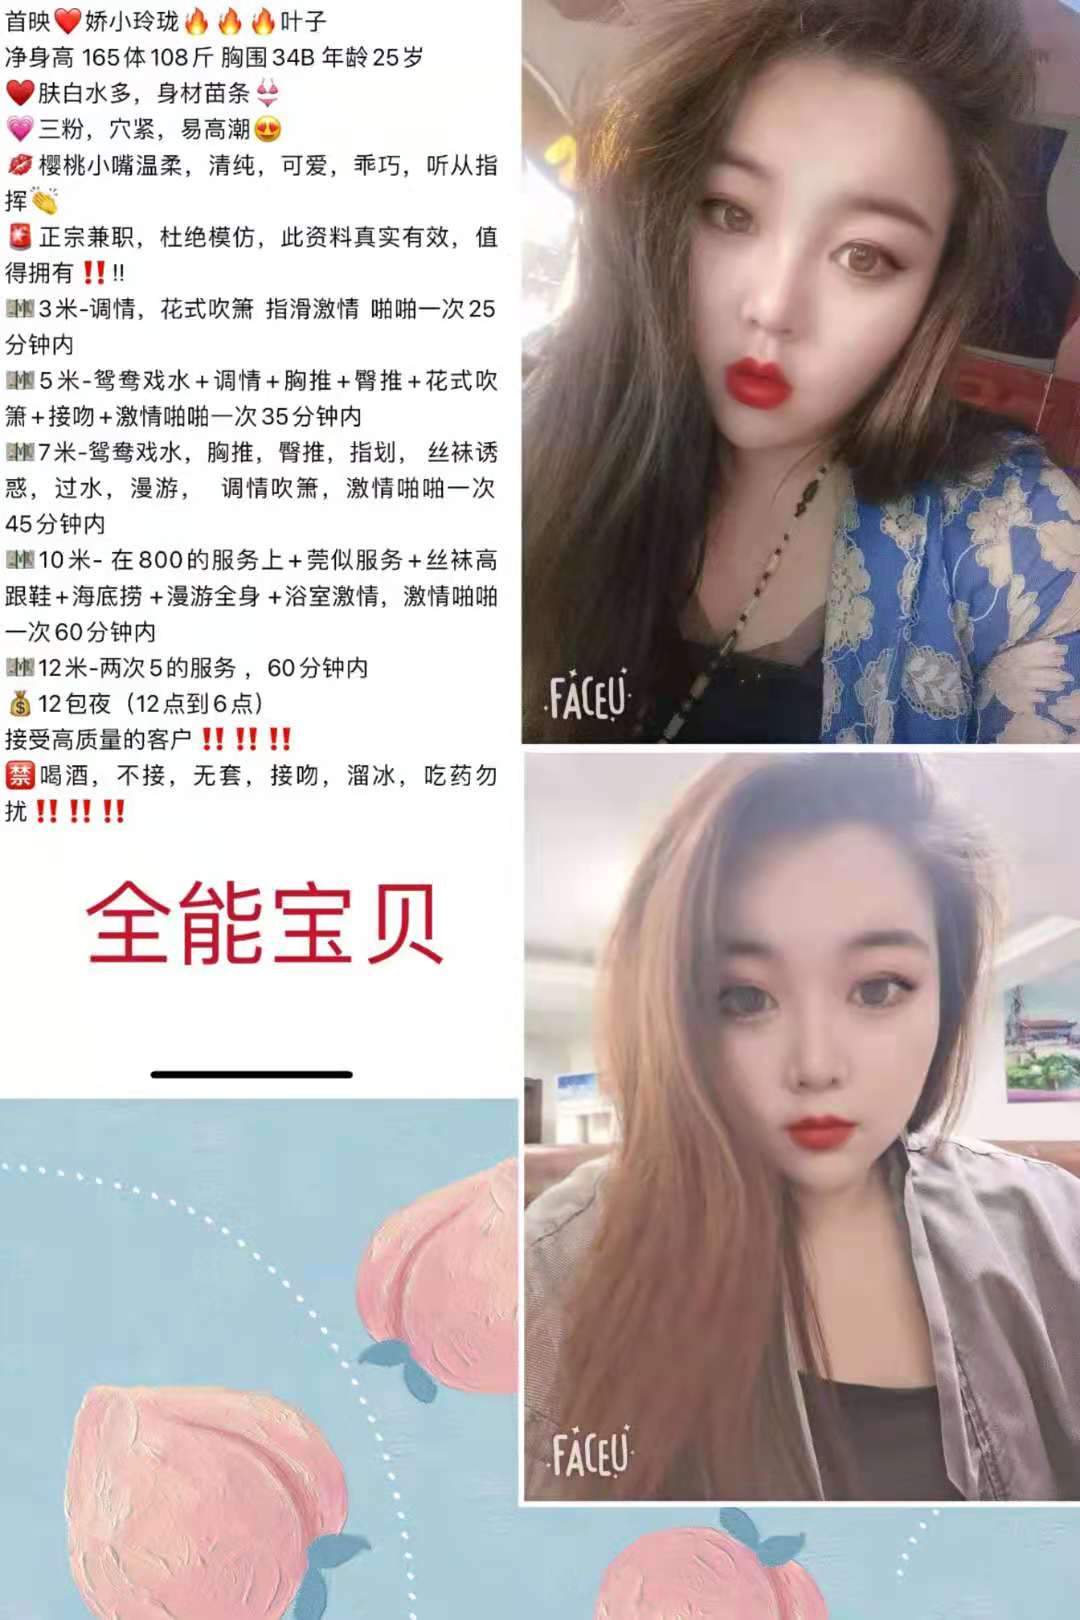 首映❤️娇小玲珑🔥🔥🔥叶子
净身高 165体108斤 胸围34B 年龄25岁
❤️肤白水多，身材苗条👙
💗三粉，穴紧，易高潮😍
💋樱桃小嘴温柔，清纯，可爱，乖巧，听从指
挥👏
🚨正宗兼职，杜绝模仿，此资料真实有效，值
得拥有‼️!!
3米-调情，花式吹箫 指滑激情 啪啪一次25
分钟内
5米-鸳鸯戏水+调情+胸推+臀推+花式吹
箫+接吻+激情啪啪一次35分钟内
7米-鸳鸯戏水，胸推，臀推，指划， 丝袜诱
惑，过水，漫游， 调情吹箫，激情啪啪一次
45分钟内
10米- 在800的服务上+莞似服务+丝袜高
跟鞋+海底捞 +漫游全身 +浴室激情，激情啪啪
一次60分钟内
12米-两次5的服务 ，60分钟内
💰12包夜（12点到6点）
接受高质量的客户‼️‼️‼️
🈲喝酒，不接，无套，接吻，溜冰，吃药勿
扰‼️‼️‼️
全能宝贝
FACEU
FACEU